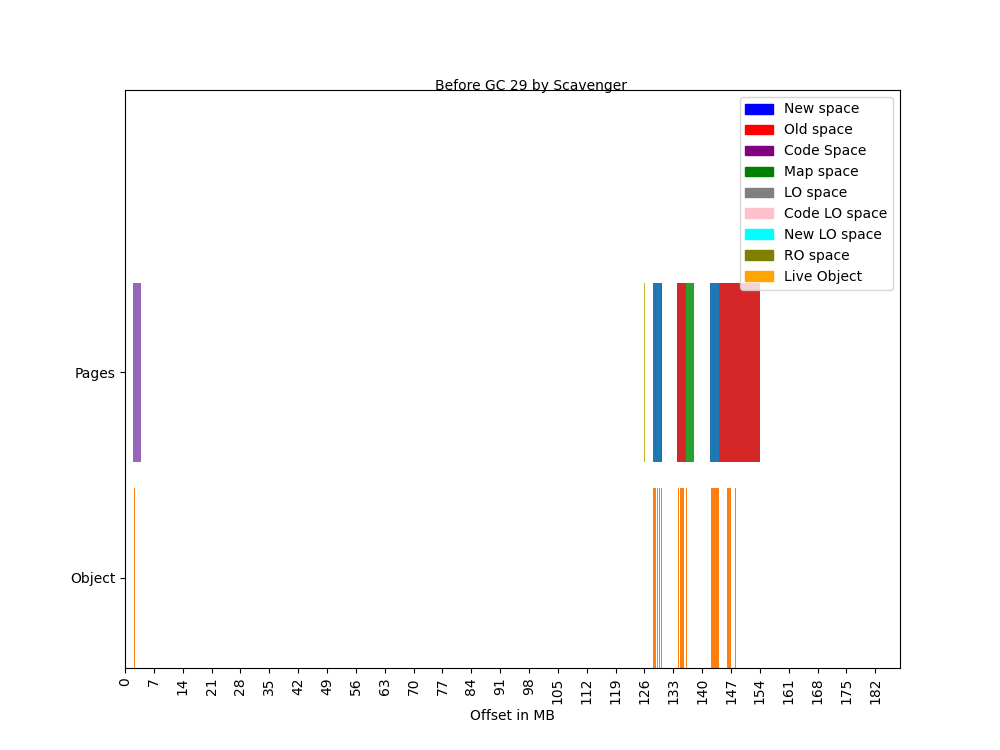 Before GC 29 by Scavenger
New space
Old space
Code Space
Map space
LO space
Code LO space
New LO space
RO space
Live Object
Pages
Object
0 7 14 21 28 35 42 49 56 63 70 77 84 91 98 105 112 119 126 133 140 147 154 161 168 175 182
Offset in MB